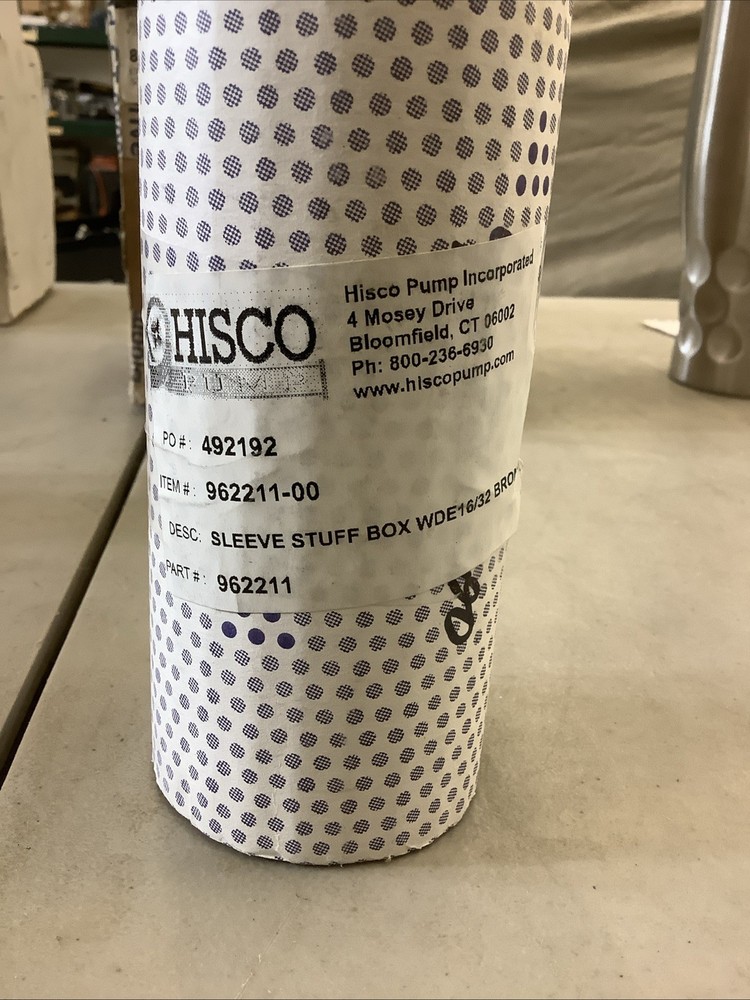 HISCO
PUMP
Hisco Pump Incorporated
4 Mosey Drive
Bloomfield, CT 06002
Ph: 800-236-6930
www.hiscopump.com
PO #: 492192
ITEM #: 962211-00
DESC: SLEEVE STUFF BOX WDE16/32 BRON
PART #: 962211